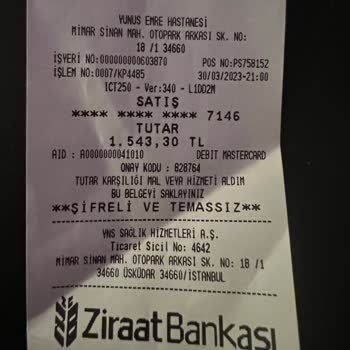 YUNUS EMRE HASTANESİ
MİMAR SİNAN MAH. OTOPARK ARKASI SK. NO:
18 /1 34660
İŞYERİ NO:000000000603870 POS NO:PS758152
İŞLEM NO:0007/KP4485 30/03/2023-21:00
ICT250 - Ver:340 - L1DD2M
SATIŞ
**** **** **** 7146
TUTAR
1.543,30 TL
AID : A0000000041010 DEBIT MASTERCARD
ONAY KODU : 828764
TUTAR KARŞILIĞI MAL VEYA HİZMETİ ALDIM
BU BELGEYİ SAKLAYINIZ
**ŞİFRELİ VE TEMASSIZ**
YNS SAĞLIK HİZMETLERİ A.Ş.
Ticaret Sicil No: 4642
MİMAR SİNAN MAH. OTOPARK ARKASI SK. NO: 18 /1
34660 ÜSKÜDAR 34660/İSTANBUL
Ziraat Bankası